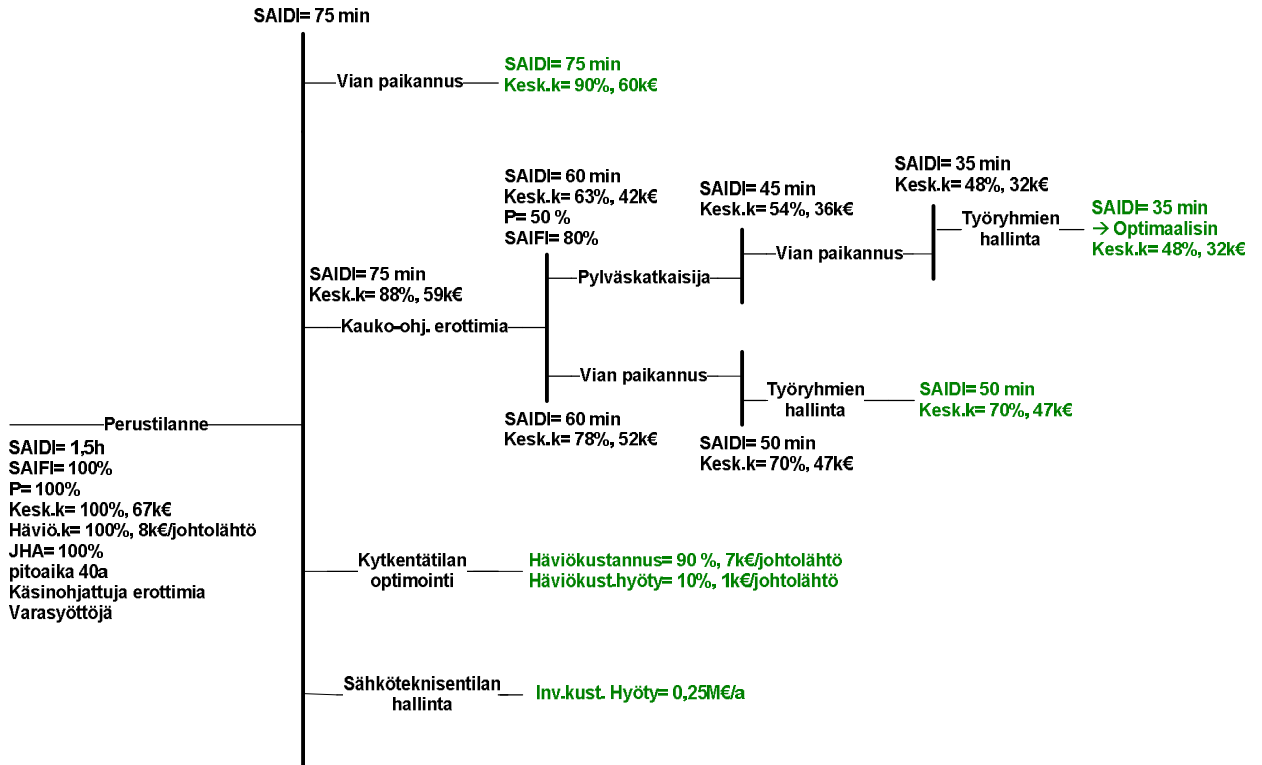 SAIDI= 75 min
Vian paikannus
SAIDI= 75 min
Kesk.k= 90%, 60k€
SAIDI= 60 min
Kesk.k= 63%, 42k€
P= 50 %
SAIFI= 80%
SAIDI= 45 min
Kesk.k= 54%, 36k€
SAIDI= 35 min
Kesk.k= 48%, 32k€
Työryhmien
hallinta
SAIDI= 35 min
→ Optimaalisin
Kesk.k= 48%, 32k€
Vian paikannus
Pylväskatkaisija
SAIDI= 75 min
Kesk.k= 88%, 59k€
Kauko-ohj. erottimia
Vian paikannus
Työryhmien
hallinta
SAIDI= 50 min
Kesk.k= 70%, 47k€
SAIDI= 60 min
Kesk.k= 78%, 52k€
SAIDI= 50 min
Kesk.k= 70%, 47k€
Perustilanne
SAIDI= 1,5h
SAIFI= 100%
P= 100%
Kesk.k= 100%, 67k€
Häviö.k= 100%, 8k€/johtolähtö
JHA= 100%
pitoaika 40a
Käsinohjattuja erottimia
Varasyöttöjä
Kytkentätilan
optimointi
Häviökustannus= 90 %, 7k€/johtolähtö
Häviökust.hyöty= 10%, 1k€/johtolähtö
Sähköteknisentilan
hallinta
Inv.kust. Hyöty= 0,25M€/a